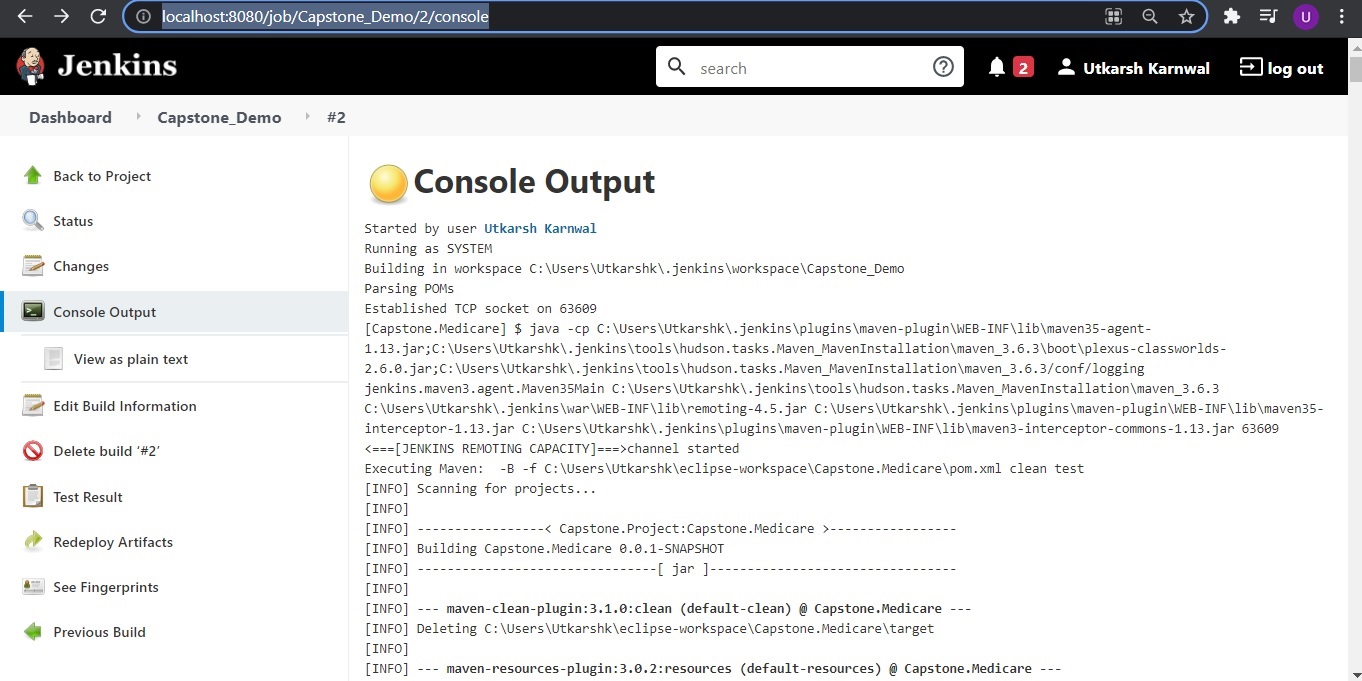 localhost:8080/job/Capstone_Demo/2/console
U
Jenkins
search
2
Utkarsh Karnwal
log out
Dashboard
Capstone_Demo
#2
Back to Project
Status
Changes
Console Output
View as plain text
Edit Build Information
Delete build ‘#2’
Test Result
Redeploy Artifacts
See Fingerprints
Previous Build
Console Output
Started by user Utkarsh Karnwal
Running as SYSTEM
Building in workspace C:\Users\Utkarshk\.jenkins\workspace\Capstone_Demo
Parsing POMs
Established TCP socket on 63609
[Capstone.Medicare] $ java -cp C:\Users\Utkarshk\.jenkins\plugins\maven-plugin\WEB-INF\lib\maven35-agent-
1.13.jar;C:\Users\Utkarshk\.jenkins\tools\hudson.tasks.Maven_MavenInstallation\maven_3.6.3\boot\plexus-classworlds-
2.6.0.jar;C:\Users\Utkarshk\.jenkins\tools\hudson.tasks.Maven_MavenInstallation\maven_3.6.3/conf/logging
jenkins.maven3.agent.Maven35Main C:\Users\Utkarshk\.jenkins\tools\hudson.tasks.Maven_MavenInstallation\maven_3.6.3
C:\Users\Utkarshk\.jenkins\war\WEB-INF\lib\remoting-4.5.jar C:\Users\Utkarshk\.jenkins\plugins\maven-plugin\WEB-INF\lib\maven35-
interceptor-1.13.jar C:\Users\Utkarshk\.jenkins\plugins\maven-plugin\WEB-INF\lib\maven3-interceptor-commons-1.13.jar 63609
<===[JENKINS REMOTING CAPACITY]===>channel started
Executing Maven:  -B -f C:\Users\Utkarshk\eclipse-workspace\Capstone.Medicare\pom.xml clean test
[INFO] Scanning for projects...
[INFO]
[INFO] -----------------< Capstone.Project:Capstone.Medicare >-----------------
[INFO] Building Capstone.Medicare 0.0.1-SNAPSHOT
[INFO] --------------------------------[ jar ]---------------------------------
[INFO]
[INFO] --- maven-clean-plugin:3.1.0:clean (default-clean) @ Capstone.Medicare ---
[INFO] Deleting C:\Users\Utkarshk\eclipse-workspace\Capstone.Medicare\target
[INFO]
[INFO] --- maven-resources-plugin:3.0.2:resources (default-resources) @ Capstone.Medicare ---